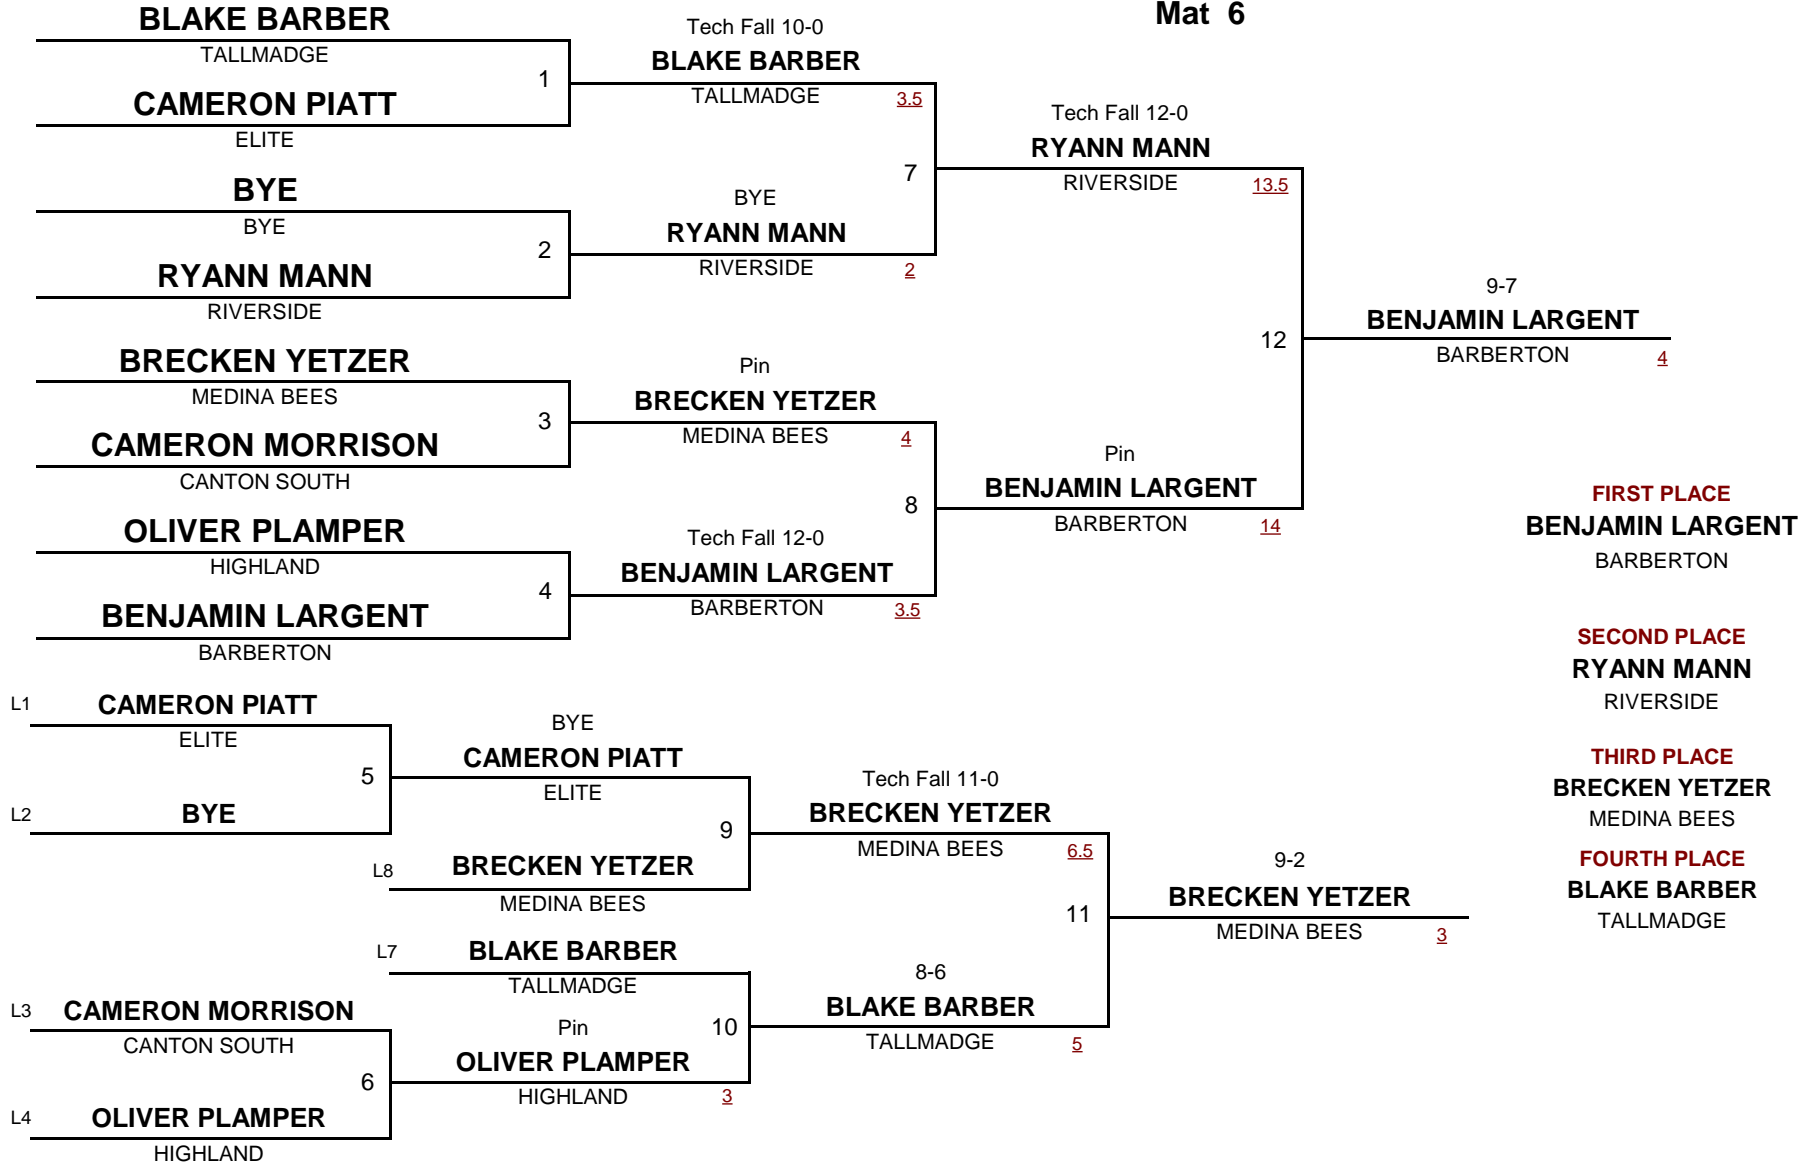 Mat 6
BLAKE BARBER
TALLMADGE
1
CAMERON PIATT
ELITE
BYE
BYE
2
RYANN MANN
RIVERSIDE
BRECKEN YETZER
MEDINA BEES
3
CAMERON MORRISON
CANTON SOUTH
OLIVER PLAMPER
HIGHLAND
4
BENJAMIN LARGENT
BARBERTON
Tech Fall 10-0
BLAKE BARBER
TALLMADGE
3.5
7
BYE
RYANN MANN
RIVERSIDE
2
Pin
BRECKEN YETZER
MEDINA BEES
4
8
Tech Fall 12-0
BENJAMIN LARGENT
BARBERTON
3.5
Tech Fall 12-0
RYANN MANN
RIVERSIDE
13.5
12
Pin
BENJAMIN LARGENT
BARBERTON
14
9-7
BENJAMIN LARGENT
BARBERTON
4
L1
CAMERON PIATT
ELITE
5
L2
BYE
L3
CAMERON MORRISON
CANTON SOUTH
6
L4
OLIVER PLAMPER
HIGHLAND
BYE
CAMERON PIATT
ELITE
9
L8
BRECKEN YETZER
MEDINA BEES
L7
BLAKE BARBER
TALLMADGE
10
Pin
OLIVER PLAMPER
HIGHLAND
3
Tech Fall 11-0
BRECKEN YETZER
MEDINA BEES
6.5
11
8-6
BLAKE BARBER
TALLMADGE
5
9-2
BRECKEN YETZER
MEDINA BEES
3
FIRST PLACE
BENJAMIN LARGENT
BARBERTON
SECOND PLACE
RYANN MANN
RIVERSIDE
THIRD PLACE
BRECKEN YETZER
MEDINA BEES
FOURTH PLACE
BLAKE BARBER
TALLMADGE